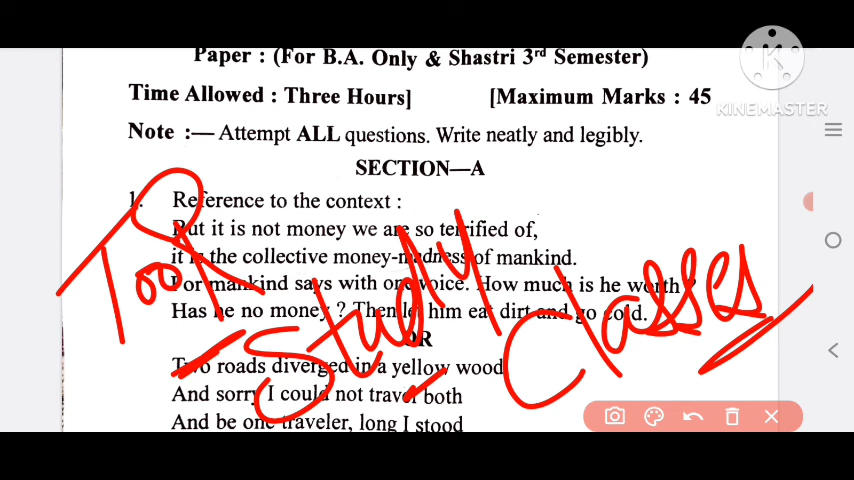 Paper : (For B.A. Only & Shastri 3rd Semester)
Time Allowed : Three Hours] [Maximum Marks : 45
KINEMASTER
Note :— Attempt ALL questions. Write neatly and legibly.
SECTION—A
1. Reference to the context :
But it is not money we are so terrified of,
it is the collective money-madness of mankind.
For mankind says with one voice. How much is he worth ?
Has he no money ? Then let him eat dirt and go cold.
OR
Two roads diverged in a yellow wood
And sorry I could not travel both
And be one traveler, long I stood
Study Classes